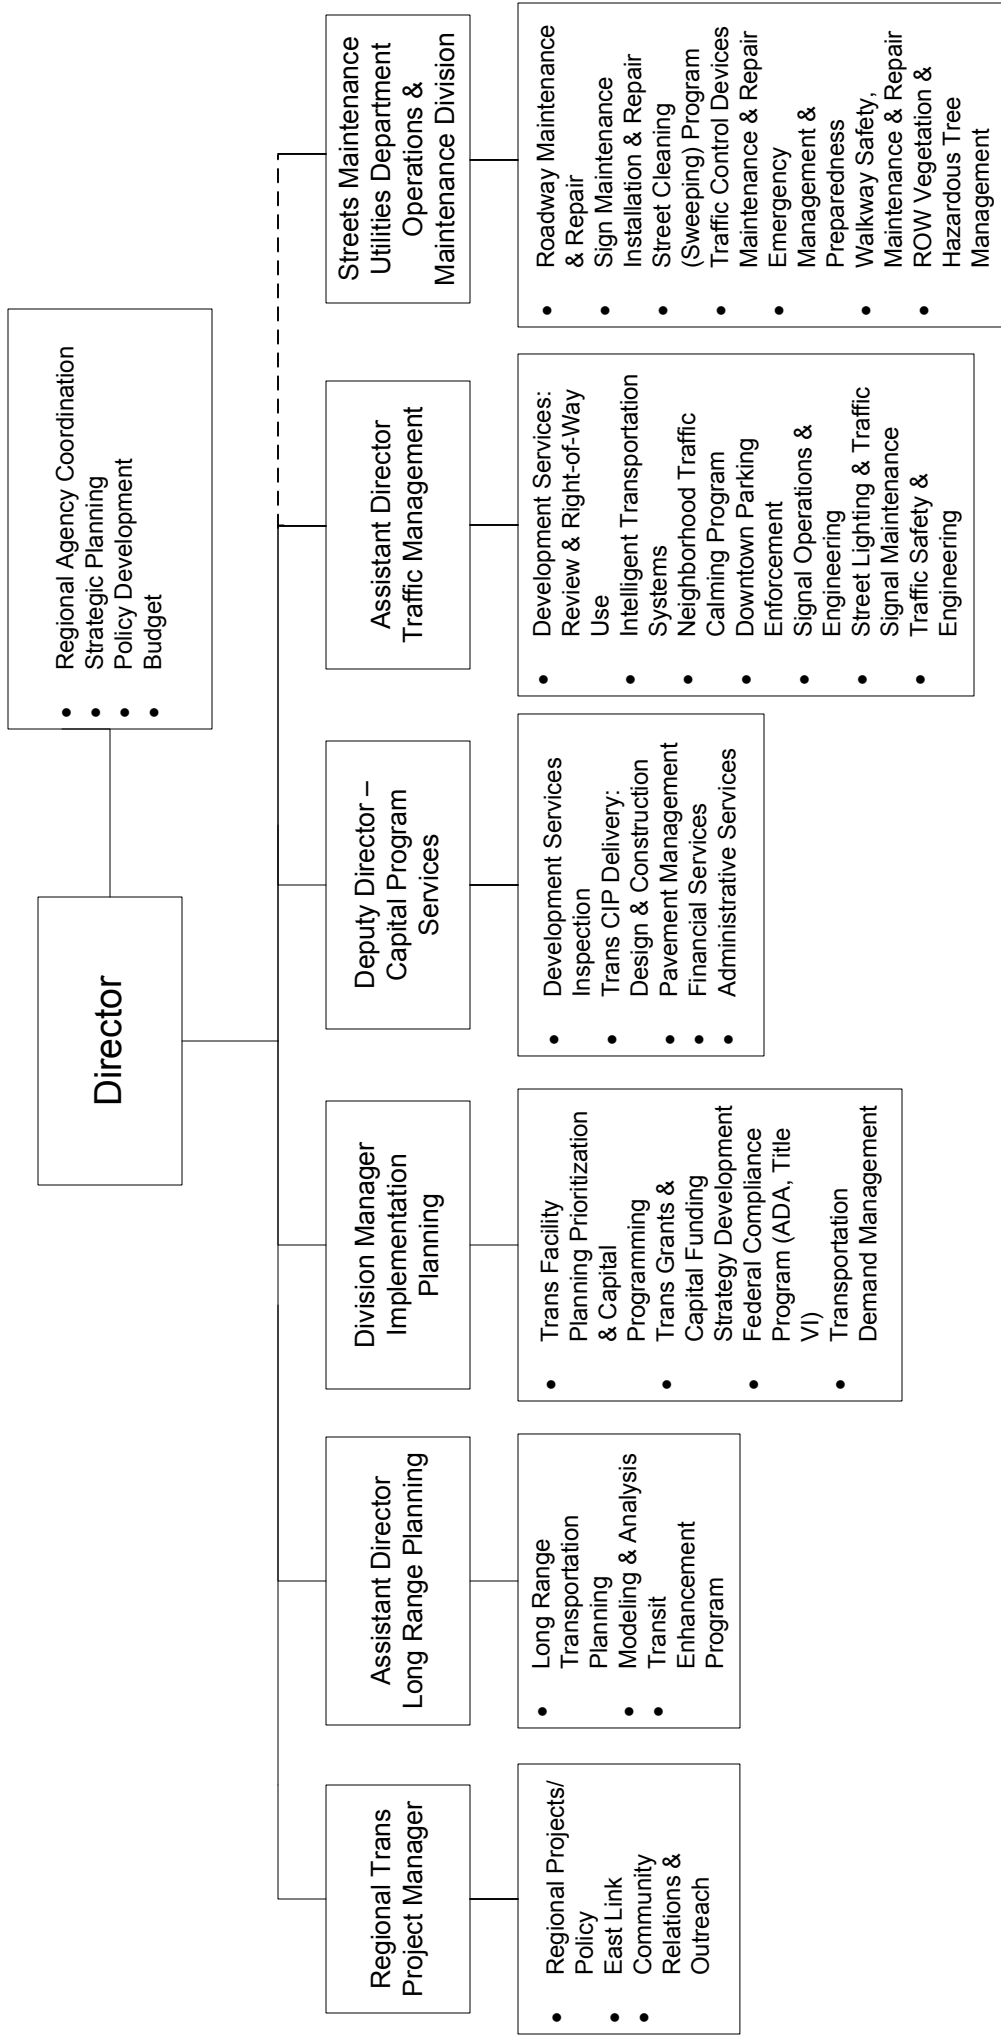 Director
• Regional Agency Coordination
• Strategic Planning
• Policy Development
• Budget
Regional Trans
Project Manager
• Regional Projects/
Policy
• East Link
• Community
Relations &
Outreach
Assistant Director
Long Range Planning
• Long Range
Transportation
Planning
• Modeling & Analysis
• Transit
Enhancement
Program
Division Manager
Implementation
Planning
• Trans Facility
Planning Prioritization
& Capital
Programming
• Trans Grants &
Capital Funding
Strategy Development
• Federal Compliance
Program (ADA, Title
VI)
• Transportation
Demand Management
Deputy Director –
Capital Program
Services
• Development Services
Inspection
• Trans CIP Delivery:
Design & Construction
• Pavement Management
• Financial Services
• Administrative Services
Assistant Director
Traffic Management
• Development Services:
Review & Right-of-Way
Use
• Intelligent Transportation
Systems
• Neighborhood Traffic
Calming Program
• Downtown Parking
Enforcement
• Signal Operations &
Engineering
• Street Lighting & Traffic
Signal Maintenance
• Traffic Safety &
Engineering
Streets Maintenance
Utilities Department
Operations &
Maintenance Division
• Roadway Maintenance
& Repair
• Sign Maintenance
Installation & Repair
• Street Cleaning
(Sweeping) Program
• Traffic Control Devices
Maintenance & Repair
• Emergency
Management &
Preparedness
• Walkway Safety,
Maintenance & Repair
• ROW Vegetation &
Hazardous Tree
Management